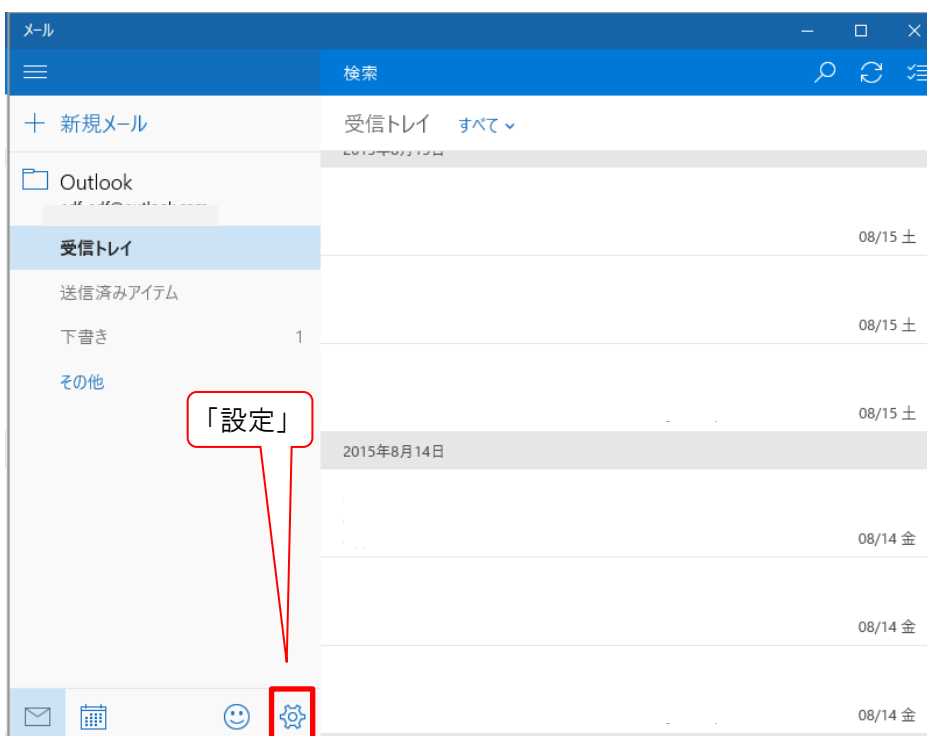 メール
検索
+ 新規メール
受信トレイ すべて
Outlook
受信トレイ
08/15 土
送信済みアイテム
08/15 土
下書き 1
その他
「設定」
08/15 土
2015年8月14日
08/14 金
08/14 金
08/14 金